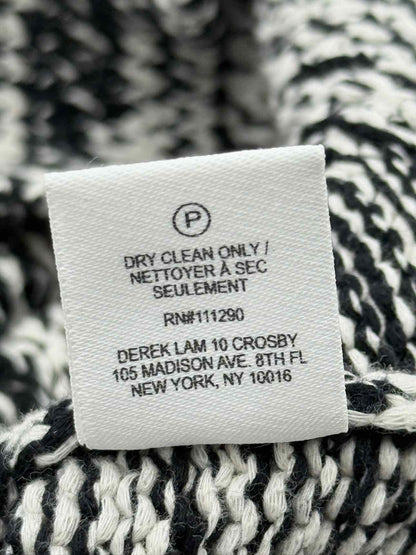 P
DRY CLEAN ONLY /
NETTOYER À SEC
SEULEMENT
RN#111290
DEREK LAM 10 CROSBY
105 MADISON AVE. 8TH FL
NEW YORK, NY 10016